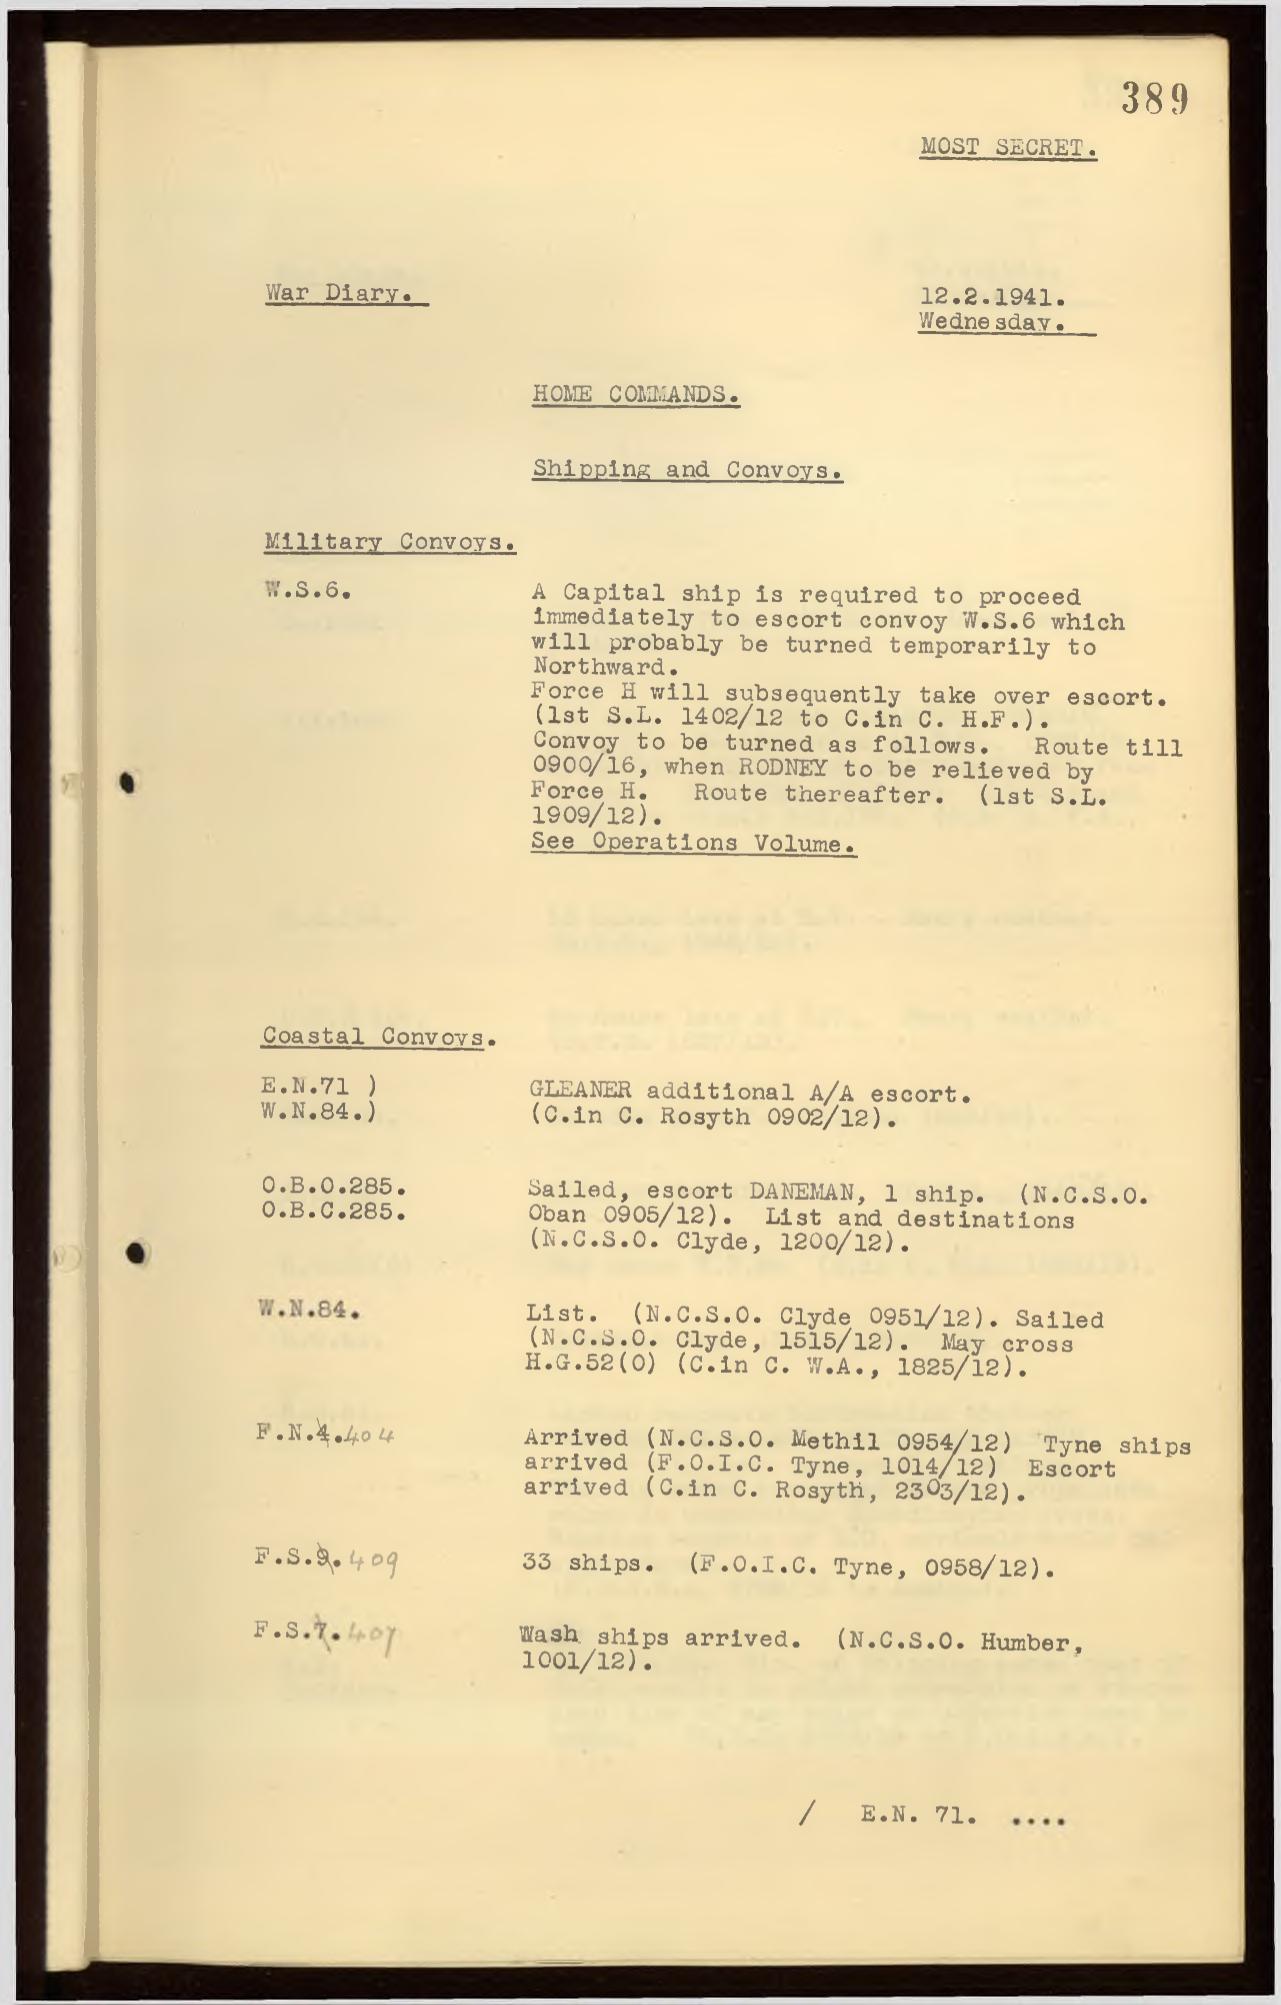 389
MOST SECRET.
War Diary.
12.2.1941.
Wednesday.
HOME COMMANDS.
Shipping and Convoys.
Military Convoys.
W.S.6.
A Capital ship is required to proceed
immediately to escort convoy W.S.6 which
will probably be turned temporarily to
Northward.
Force H will subsequently take over escort.
(1st S.L. 1402/12 to C.in C. H.F.).
Convoy to be turned as follows. Route till
0900/16, when RODNEY to be relieved by
Force H. Route thereafter. (1st S.L.
1909/12).
See Operations Volume.
Coastal Convoys.
E.N.71 )
W.N.84.)
GLEANER additional A/A escort.
(C.in C. Rosyth 0902/12).
O.B.O.285.
O.B.C.285.
Sailed, escort DANEMAN, 1 ship. (N.C.S.O.
Oban 0905/12). List and destinations
(N.C.S.O. Clyde, 1200/12).
W.N.84.
List. (N.C.S.O. Clyde 0951/12). Sailed
(N.C.S.O. Clyde, 1515/12). May cross
H.G.52(O) (C.in C. W.A., 1825/12).
F.N.4.404
Arrived (N.C.S.O. Methil 0954/12) Tyne ships
arrived (F.O.I.C. Tyne, 1014/12) Escort
arrived (C.in C. Rosyth, 2303/12).
F.S.9.409
33 ships. (F.O.I.C. Tyne, 0958/12).
F.S.7.407
Wash ships arrived. (N.C.S.O. Humber,
1001/12).
/ E.N. 71. ....